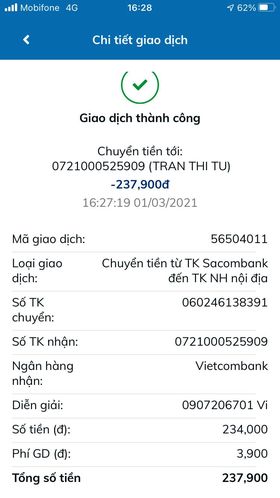 Mobifone 4G 16:28 62%
Chi tiết giao dịch
Giao dịch thành công
Chuyển tiền tới:
0721000525909 (TRAN THI TU)
-237,900đ
16:27:19 01/03/2021
Mã giao dịch: 56504011
Loại giao Chuyển tiền từ TK Sacombank
dịch: đến TK NH nội địa
Số TK 060246138391
chuyển:
Số TK nhận: 0721000525909
Ngân hàng Vietcombank
nhận:
Diễn giải: 0907206701 Vi
Số tiền (đ): 234,000
Phí GD (đ): 3,900
Tổng số tiền 237,900